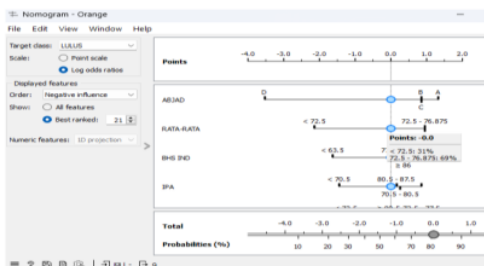 Nomogram - Orange
File Edit View Window Help
Target class: LULUS
Scale: Point scale
Log odds ratios
Displayed features
Order: Negative influence
Show: All features
Best ranked: 21
Numeric features: 1D projection
Points -4.0 -3.0 -2.0 -1.0 0.0 1.0 2.0
ABJAD D B A
C
RATA-RATA < 72.5 72.5 - 76.875
Points: -0.0
BHS IND < 63.5 < 72.5: 31%
72.5 - 76.875: 69%
≥ 86
IPA < 70.5 80.5 - 87.5
70.5 - 80.5
Total -4.0 -3.0 -2.0 -1.0 0.0 1.0
Probabilities (%) 10 20 30 50 70 80 90